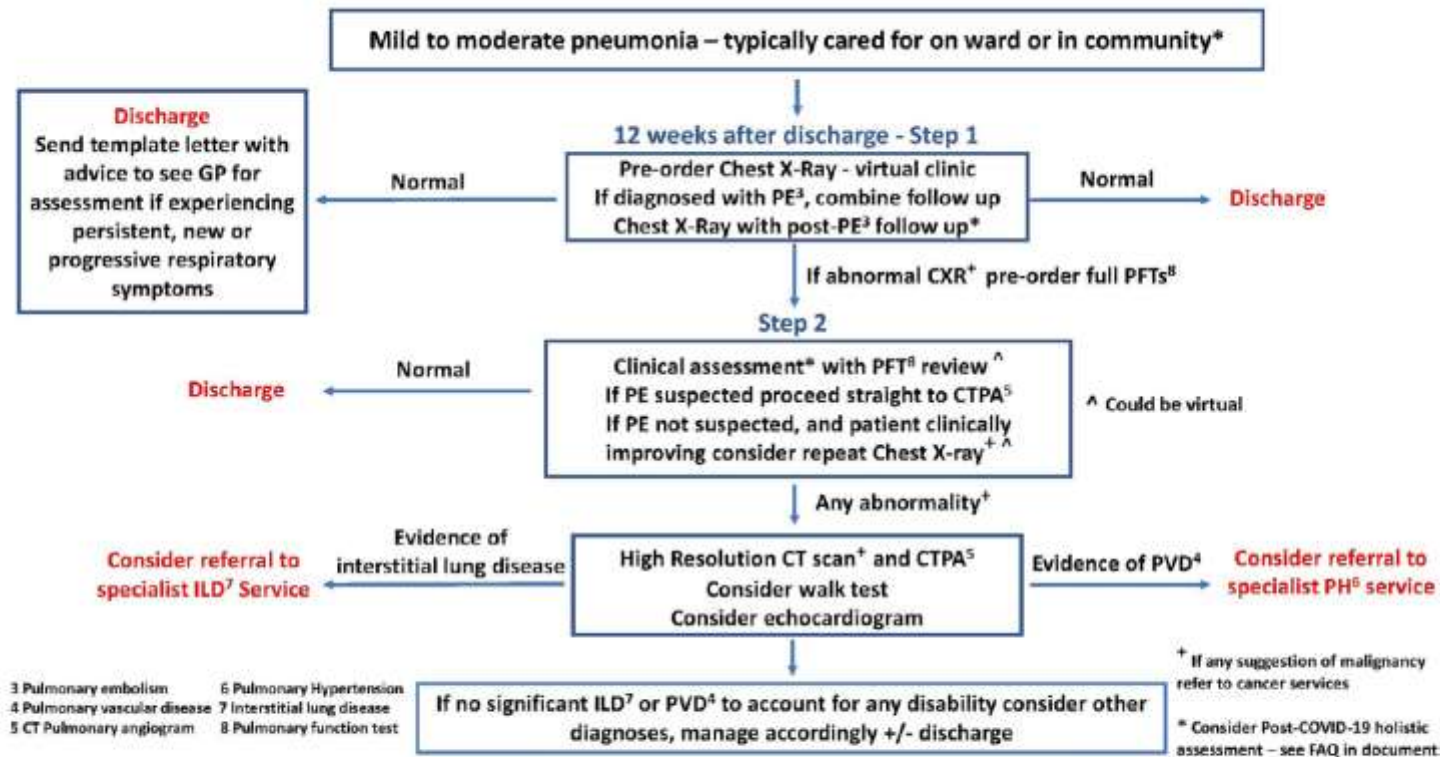 Mild to moderate pneumonia – typically cared for on ward or in community*
Discharge
Send template letter with
advice to see GP for
assessment if experiencing
persistent, new or
progressive respiratory
symptoms
Normal
12 weeks after discharge - Step 1
Pre-order Chest X-Ray - virtual clinic
If diagnosed with PE³, combine follow up
Chest X-Ray with post-PE³ follow up*
Normal
Discharge
If abnormal CXR⁺ pre-order full PFTs⁸
Step 2
Discharge
Normal
Clinical assessment* with PFT⁸ review ^
If PE suspected proceed straight to CTPA⁵
If PE not suspected, and patient clinically
improving consider repeat Chest X-ray⁺ ^
^ Could be virtual
Any abnormality⁺
Consider referral to
specialist ILD⁷ Service
Evidence of
interstitial lung disease
High Resolution CT scan⁺ and CTPA⁵
Consider walk test
Consider echocardiogram
Evidence of PVD⁴
Consider referral to
specialist PH⁶ service
3 Pulmonary embolism
4 Pulmonary vascular disease
5 CT Pulmonary angiogram
6 Pulmonary Hypertension
7 Interstitial lung disease
8 Pulmonary function test
If no significant ILD⁷ or PVD⁴ to account for any disability consider other
diagnoses, manage accordingly +/- discharge
⁺ If any suggestion of malignancy
refer to cancer services
* Consider Post-COVID-19 holistic
assessment – see FAQ in document